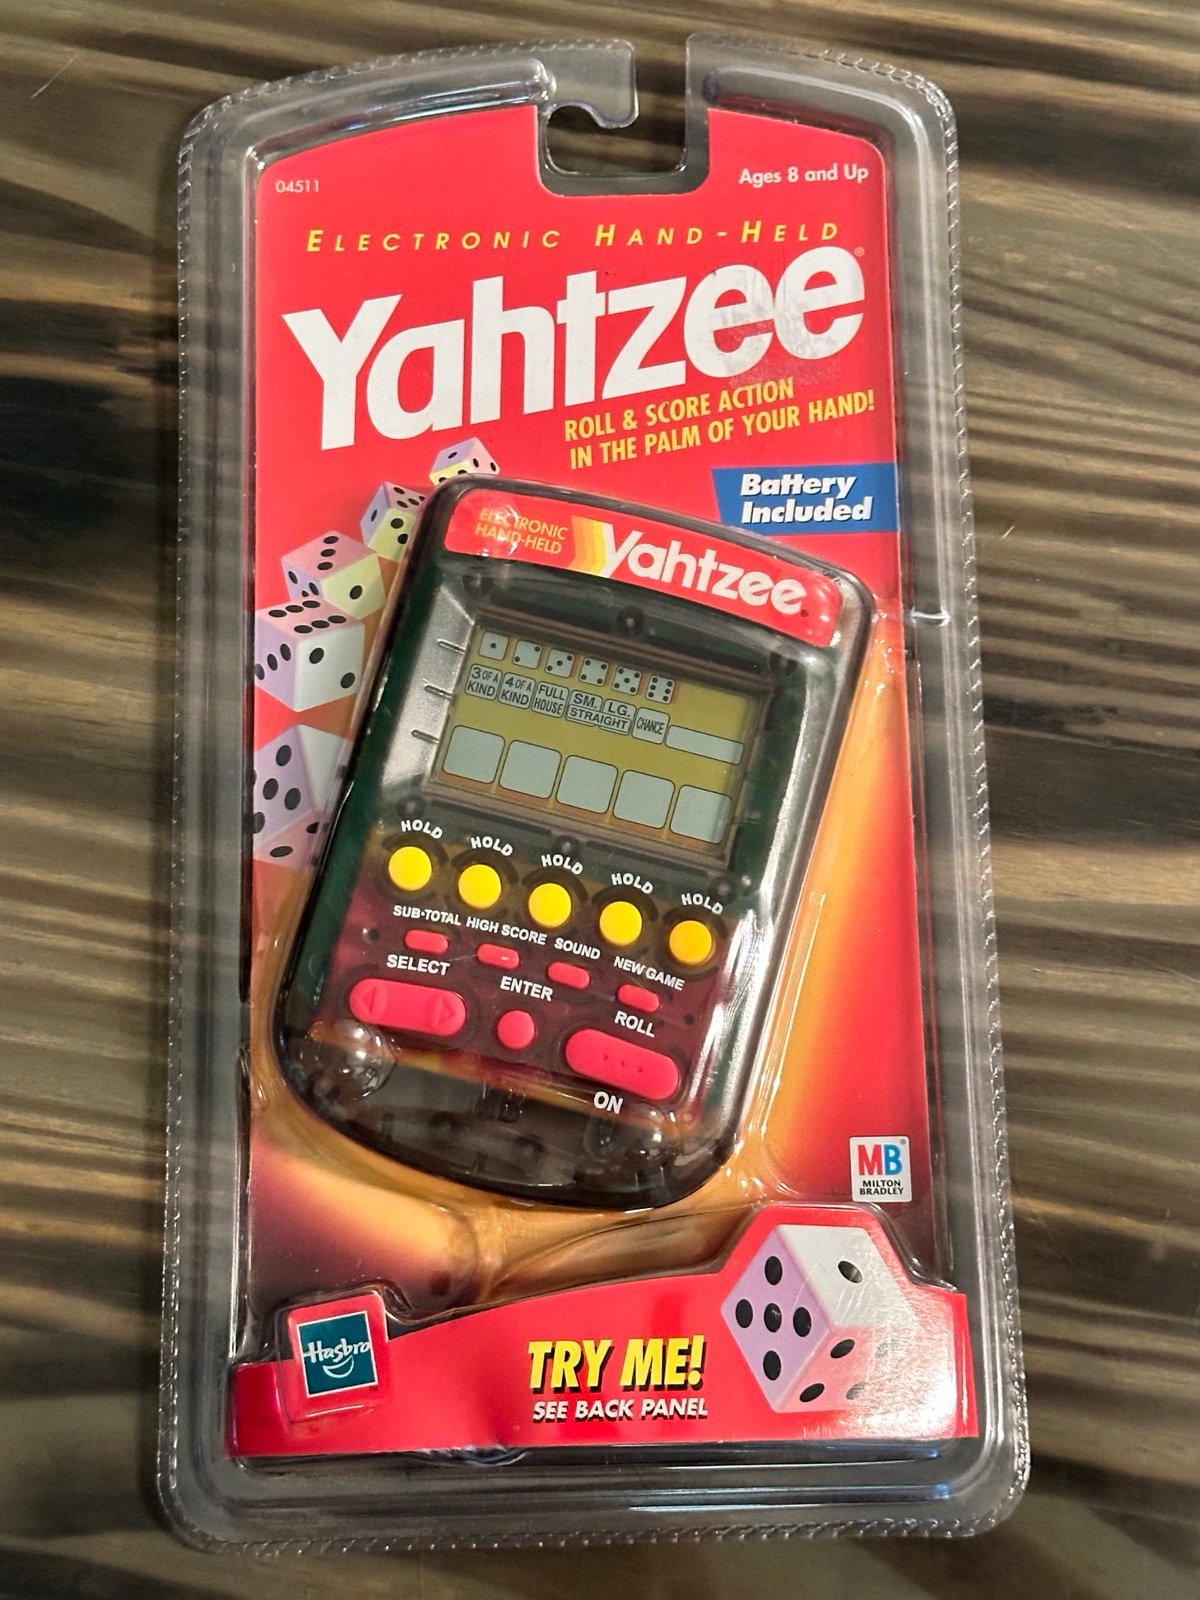 04511
Ages 8 and Up
ELECTRONIC HAND-HELD
Yahtzee®
ROLL & SCORE ACTION
IN THE PALM OF YOUR HAND!
Battery
Included
ELECTRONIC
HAND-HELD
Yahtzee®
3 OF A
KIND
4 OF A
KIND
FULL
HOUSE
SM. LG.
STRAIGHT
CHANCE
HOLD HOLD HOLD HOLD HOLD
SUB•TOTAL HIGH SCORE SOUND NEW GAME
SELECT
ENTER
ROLL
ON
MB®
MILTON
BRADLEY
Hasbro
TRY ME!
SEE BACK PANEL